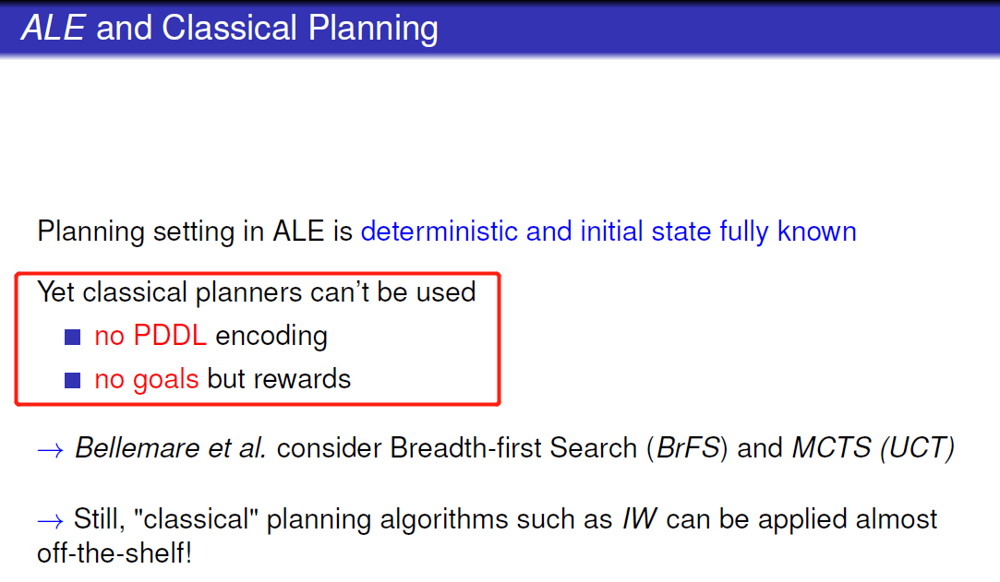 ALE and Classical Planning
Planning setting in ALE is deterministic and initial state fully known
Yet classical planners can't be used
no PDDL encoding
no goals but rewards
→ Bellemare et al. consider Breadth-first Search (BrFS) and MCTS (UCT)
→ Still, "classical" planning algorithms such as IW can be applied almost
off-the-shelf!